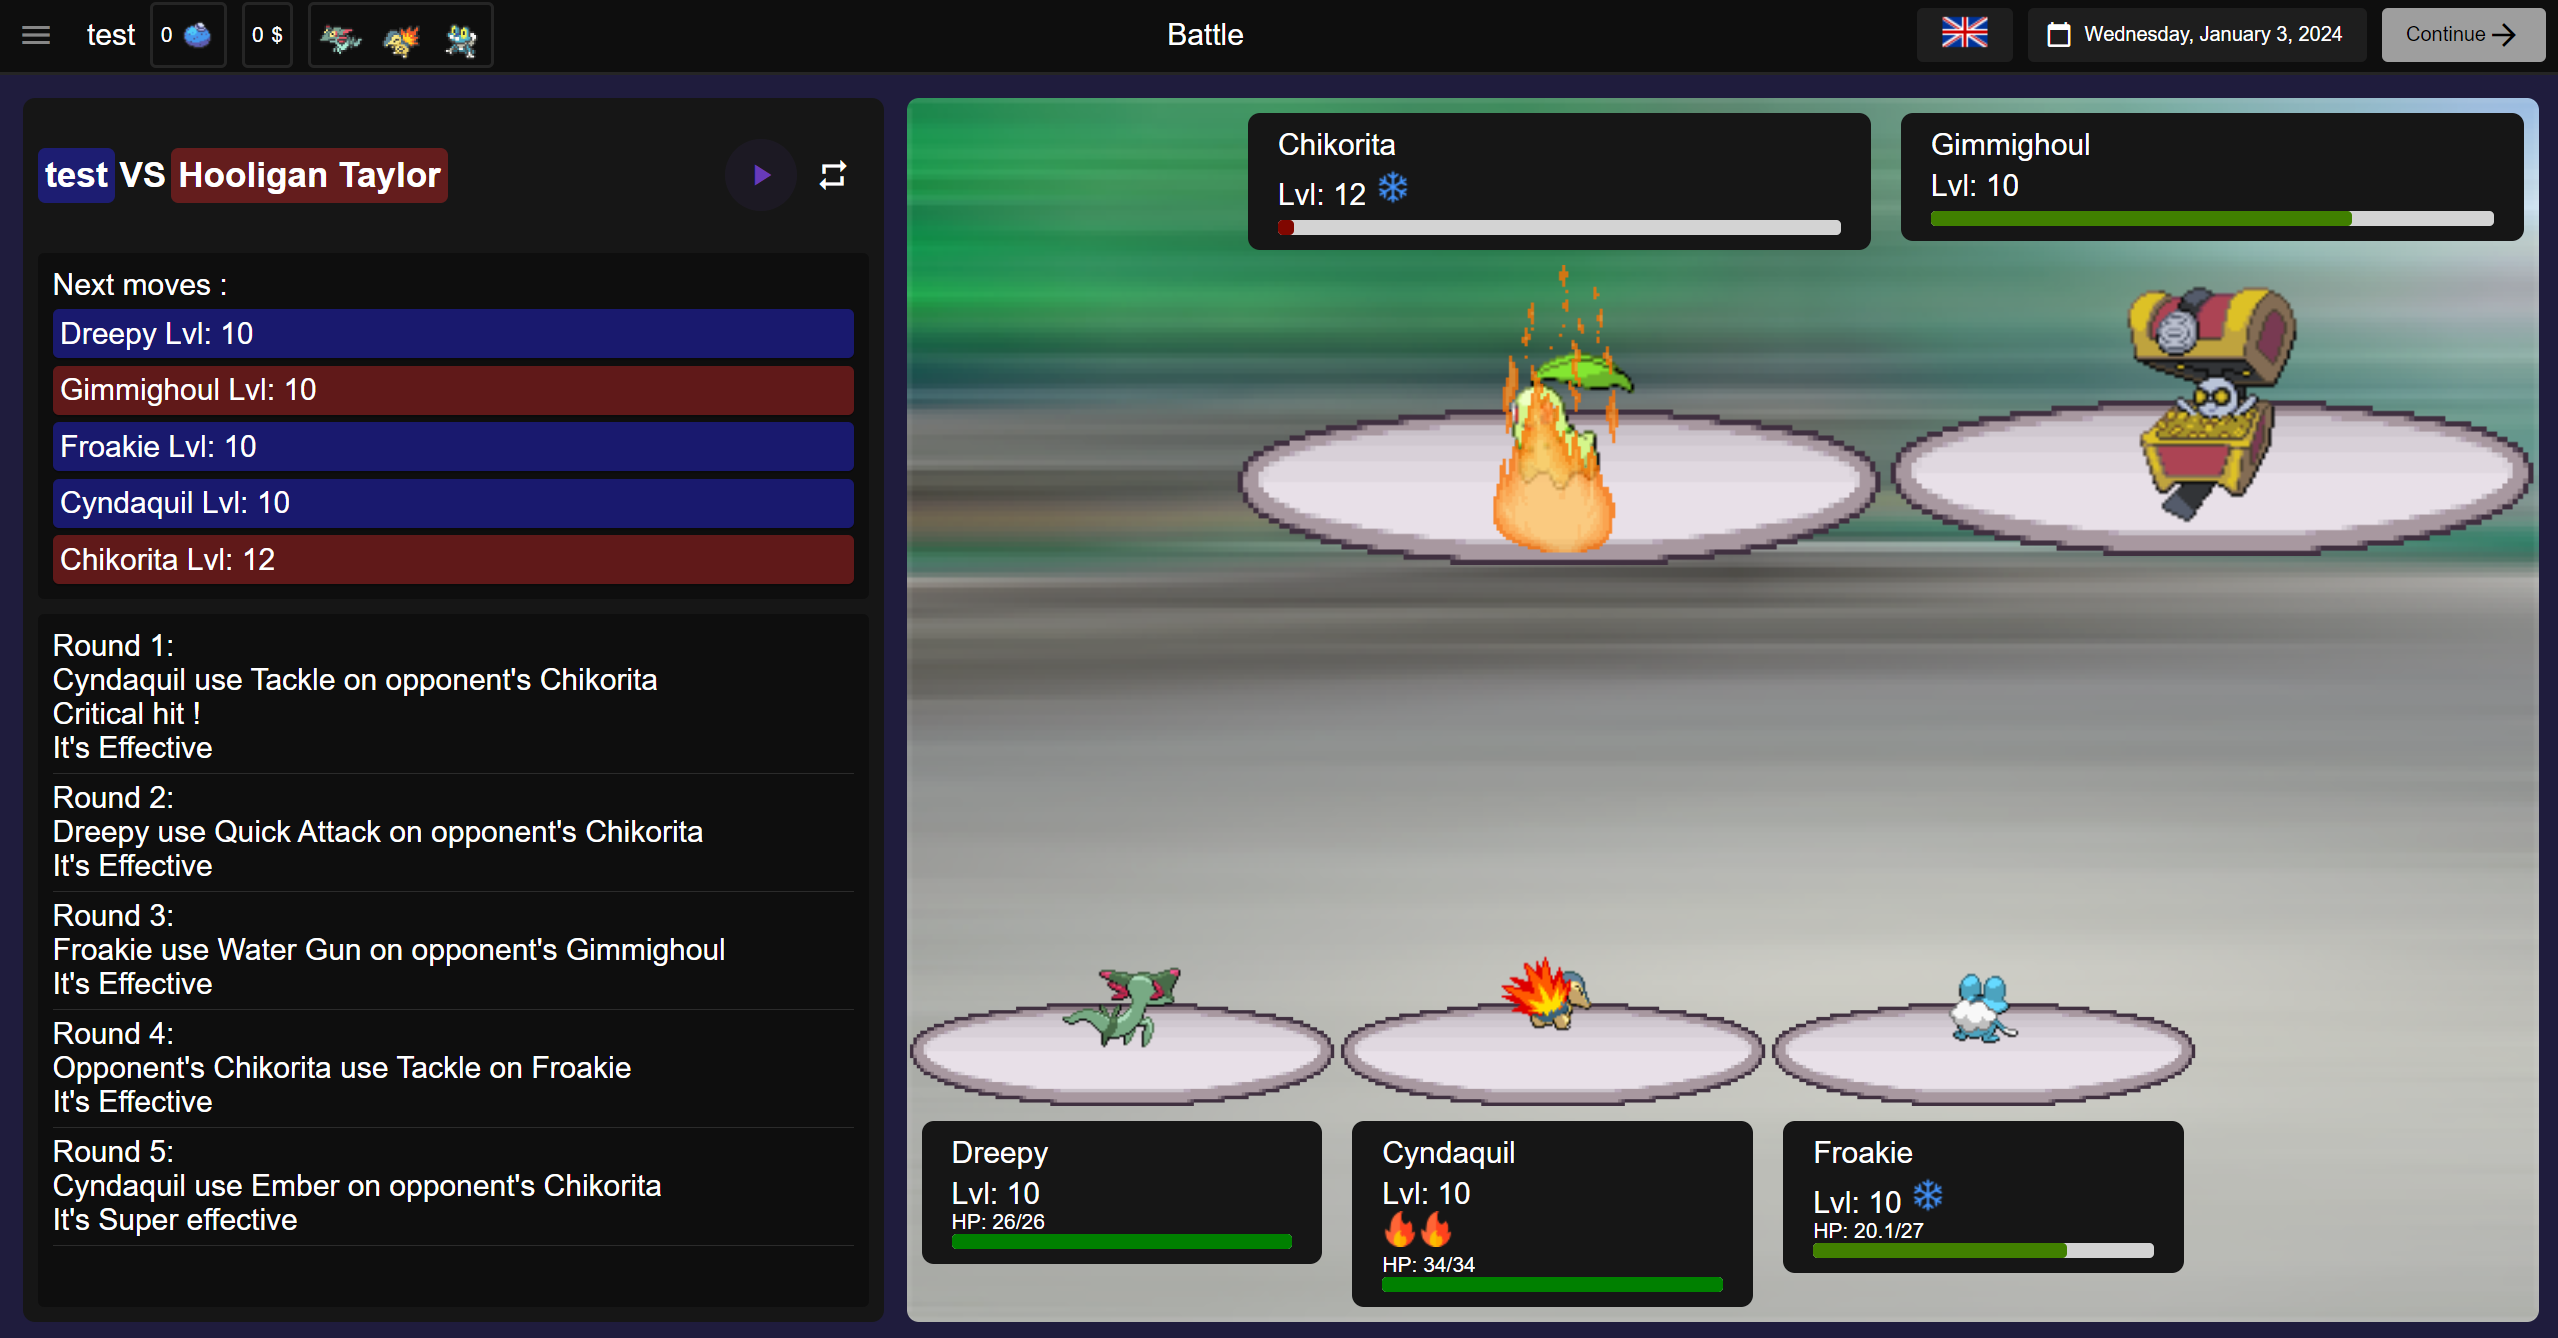 test
0
0 $
Battle
Wednesday, January 3, 2024
Continue
test VS Hooligan Taylor
Next moves :
Dreepy Lvl: 10
Gimmighoul Lvl: 10
Froakie Lvl: 10
Cyndaquil Lvl: 10
Chikorita Lvl: 12
Round 1:
Cyndaquil use Tackle on opponent's Chikorita
Critical hit !
It's Effective
Round 2:
Dreepy use Quick Attack on opponent's Chikorita
It's Effective
Round 3:
Froakie use Water Gun on opponent's Gimmighoul
It's Effective
Round 4:
Opponent's Chikorita use Tackle on Froakie
It's Effective
Round 5:
Cyndaquil use Ember on opponent's Chikorita
It's Super effective
Chikorita
Lvl: 12
Gimmighoul
Lvl: 10
Dreepy
Lvl: 10
HP: 26/26
Cyndaquil
Lvl: 10
HP: 34/34
Froakie
Lvl: 10
HP: 20.1/27